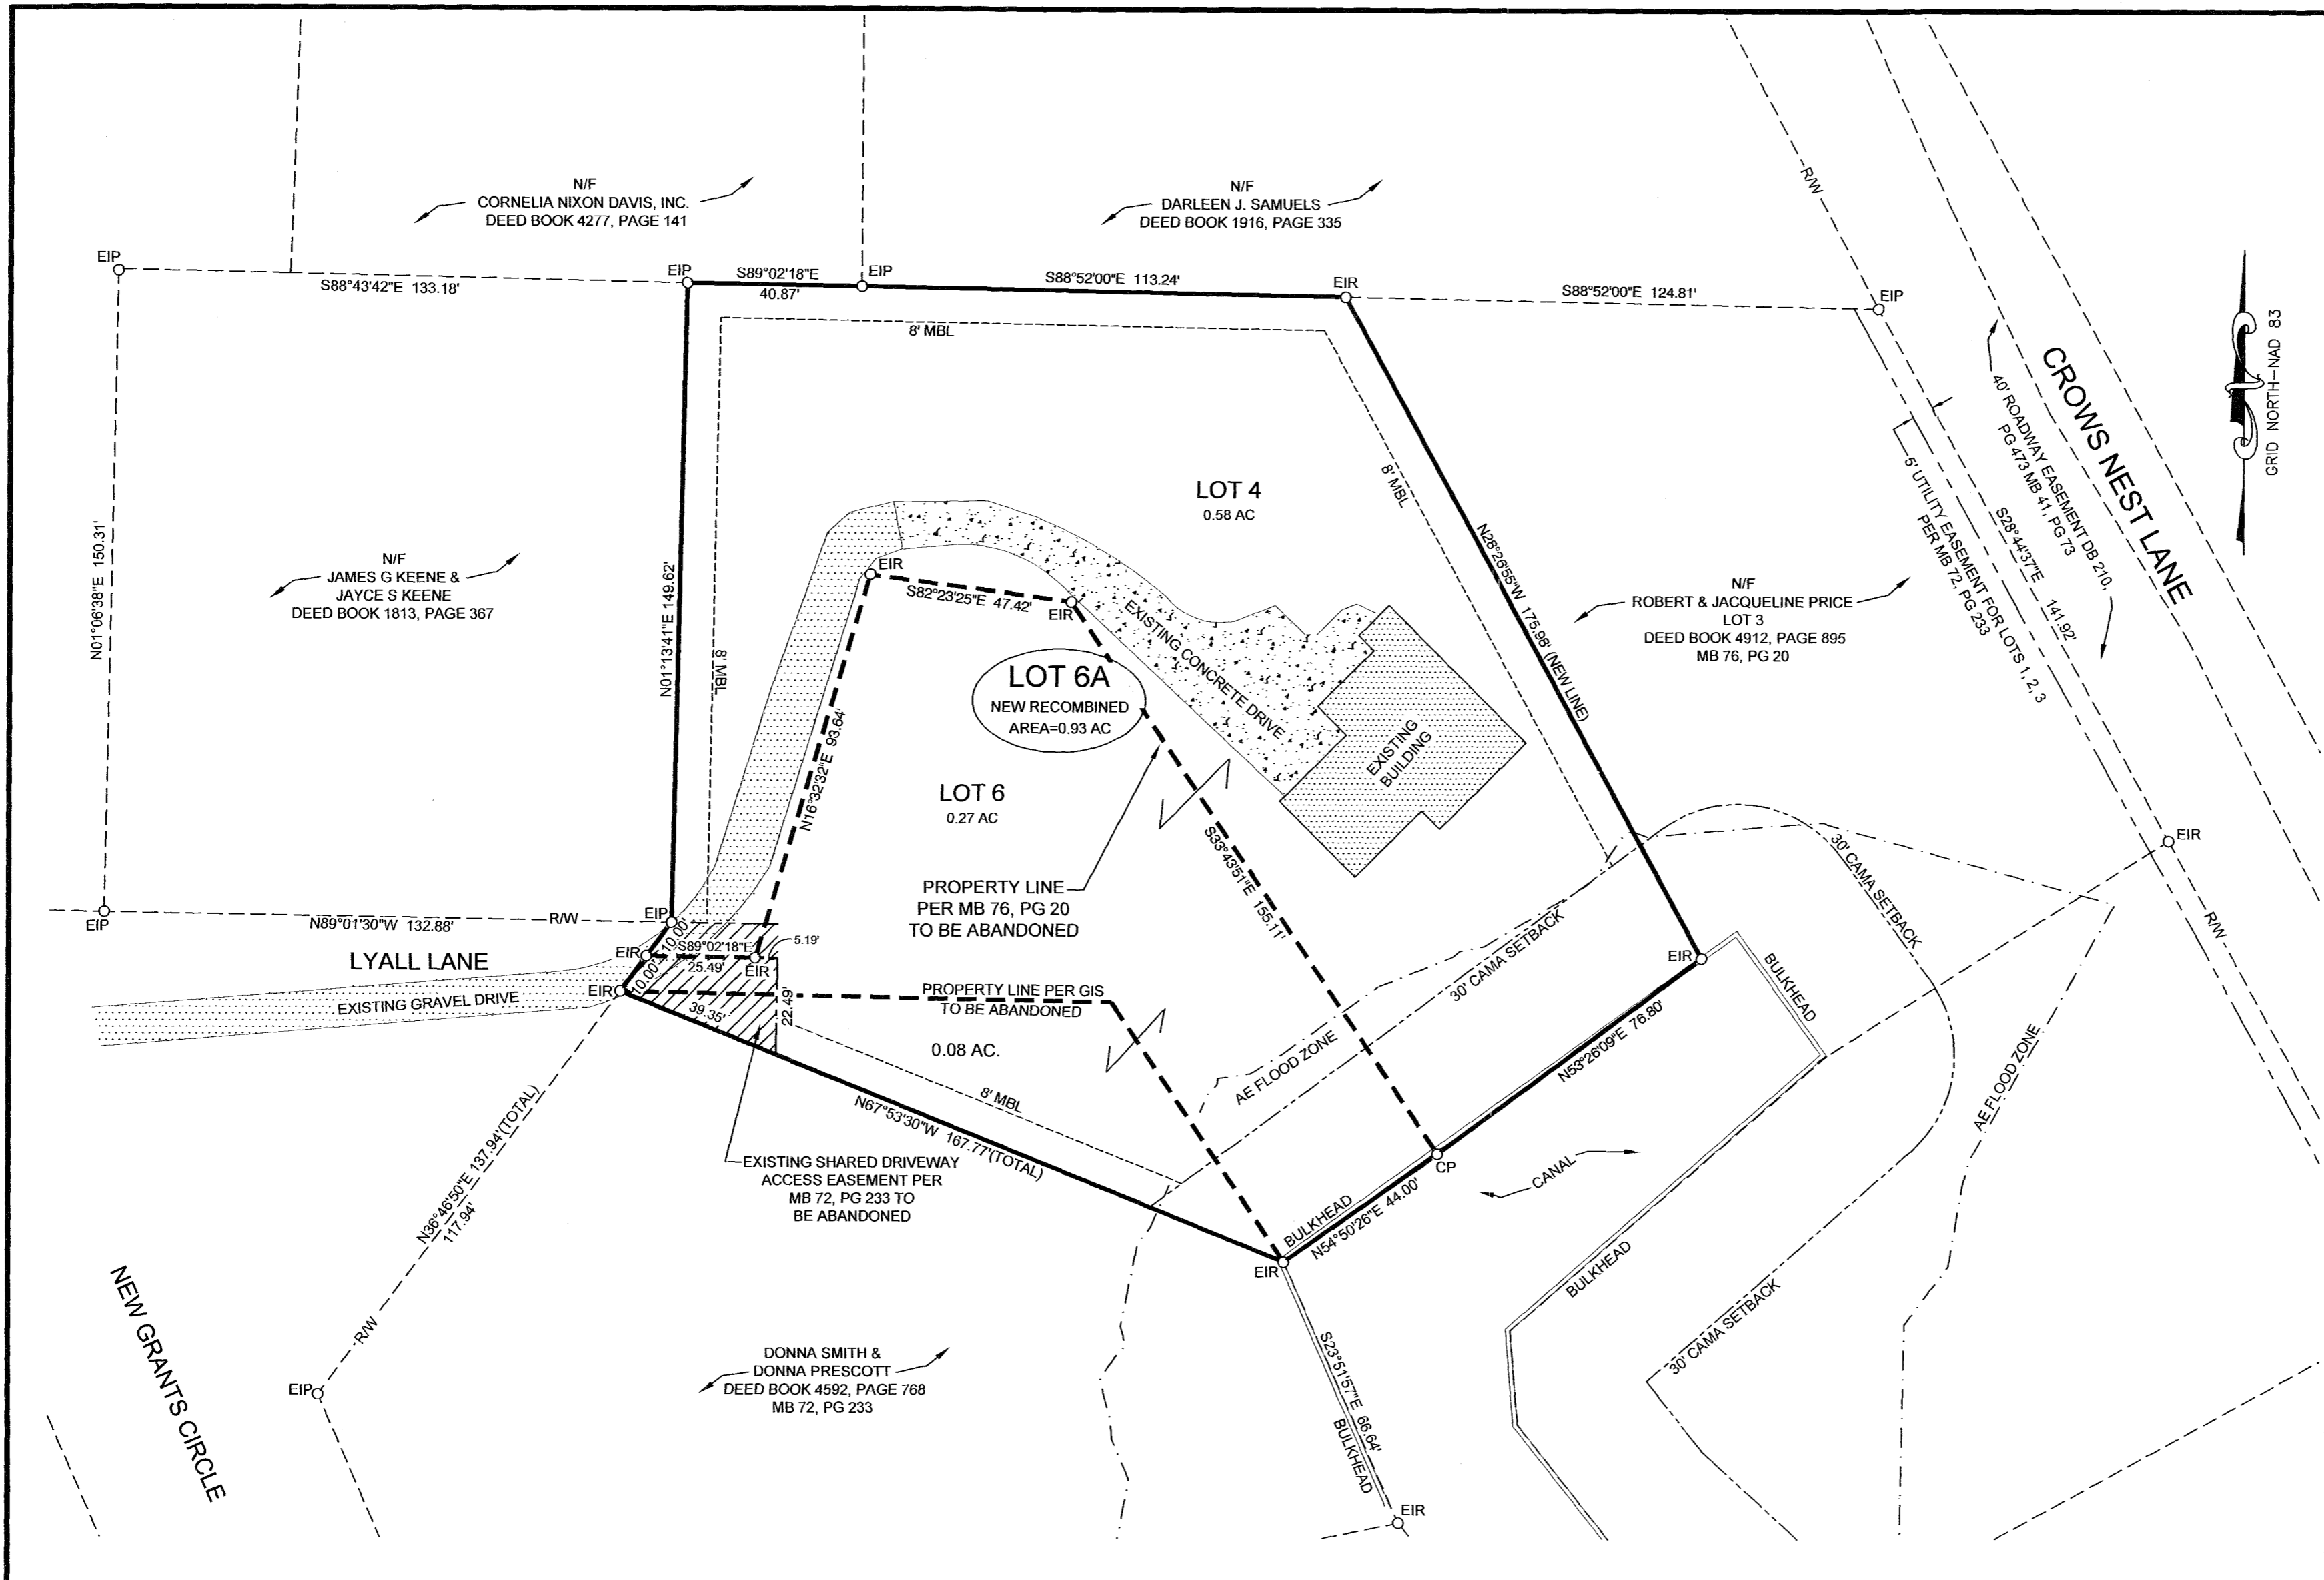 N/F
CORNELIA NIXON DAVIS, INC.
DEED BOOK 4277, PAGE 141
N/F
DARLEEN J. SAMUELS
DEED BOOK 1916, PAGE 335
R/W
EIP
S88°43'42"E 133.18'
EIP
S89°02'18"E
40.87'
EIP
S88°52'00"E 113.24'
EIR
S88°52'00"E 124.81'
EIP
GRID NORTH-NAD 83
CROWS NEST LANE
40' ROADWAY EASEMENT DB 210,
PG 473 MB 41, PG 73
S28°44'37"E 141.92'
5' UTILITY EASEMENT FOR LOTS 1, 2, 3
PER MB 72, PG 233
8' MBL
8' MBL
8' MBL
LOT 4
0.58 AC
N28°26'55"W 175.98' (NEW LINE)
N01°06'38"E 150.31'
N/F
JAMES G KEENE &
JAYCE S KEENE
DEED BOOK 1813, PAGE 367
N01°13'41"E 149.62'
N/F
ROBERT & JACQUELINE PRICE
LOT 3
DEED BOOK 4912, PAGE 895
MB 76, PG 20
EIR
S82°23'25"E 47.42'
EIR
EXISTING CONCRETE DRIVE
EXISTING
BUILDING
LOT 6A
NEW RECOMBINED
AREA=0.93 AC
N16°32'32"E 93.64'
LOT 6
0.27 AC
S33°43'51"E 155.11'
PROPERTY LINE
PER MB 76, PG 20
TO BE ABANDONED
30' CAMA SETBACK
EIR
R/W
EIP
N89°01'30"W 132.88'
R/W
EIP
10.00'
EIR
S89°02'18"E
25.49'
5.19'
EIR
LYALL LANE
EXISTING GRAVEL DRIVE
EIR
10.00'
39.35'
22.49'
PROPERTY LINE PER GIS
TO BE ABANDONED
0.08 AC.
8' MBL
30' CAMA SETBACK
AE FLOOD ZONE
EIR
BULKHEAD
N53°26'09"E 76.80'
AE FLOOD ZONE
N67°53'30"W 167.77'(TOTAL)
EXISTING SHARED DRIVEWAY
ACCESS EASEMENT PER
MB 72, PG 233 TO
BE ABANDONED
N36°46'50"E 137.94'(TOTAL)
117.94'
CP
CANAL
BULKHEAD
N54°50'26"E 44.00'
EIR
BULKHEAD
30' CAMA SETBACK
NEW GRANTS CIRCLE
R/W
EIP
DONNA SMITH &
DONNA PRESCOTT
DEED BOOK 4592, PAGE 768
MB 72, PG 233
S23°51'57"E 66.64'
BULKHEAD
EIR